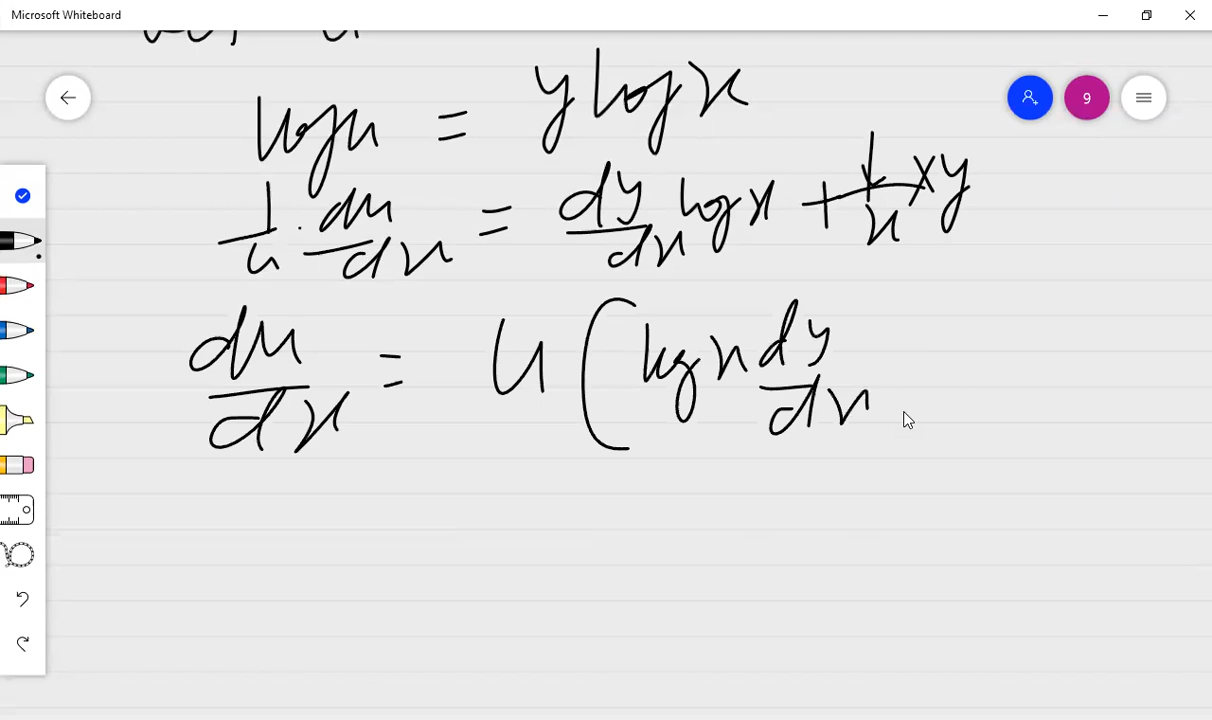 Microsoft Whiteboard
9
log u = y log x
1/u · du/dx = dy/dx log x + 1/x × y
du/dx = u ( log x dy/dx